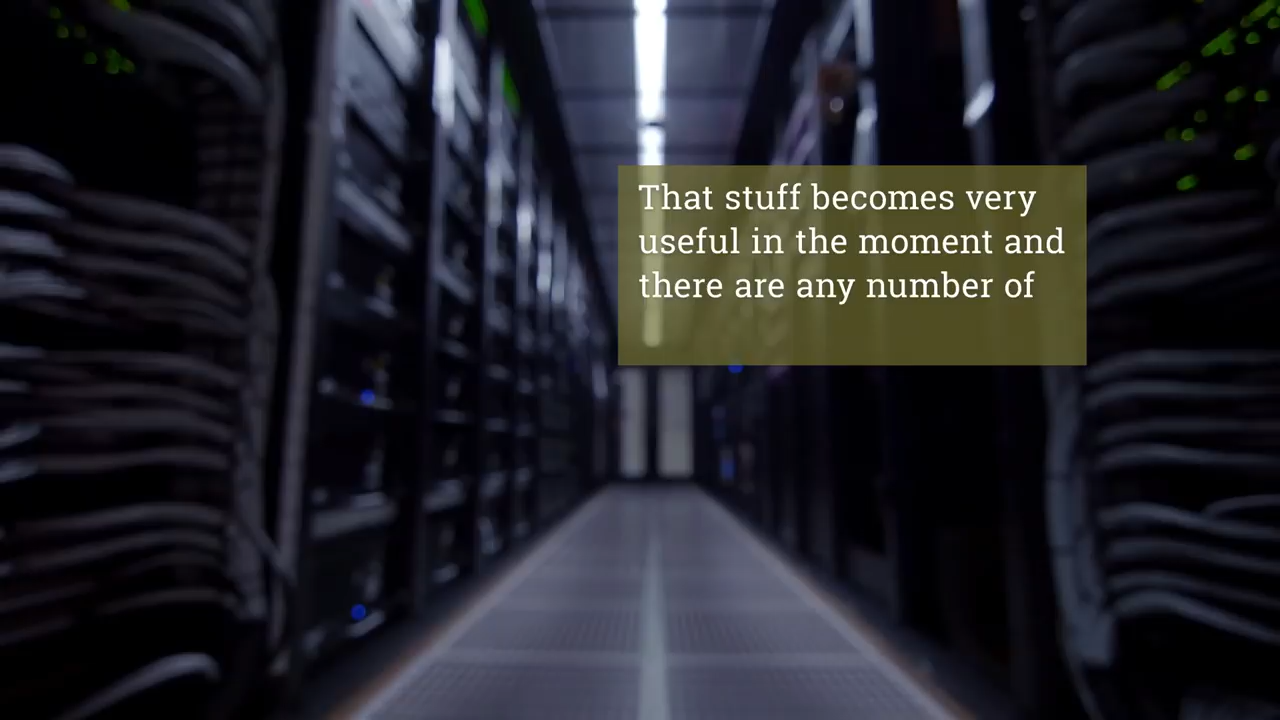 That stuff becomes very
useful in the moment and
there are any number of